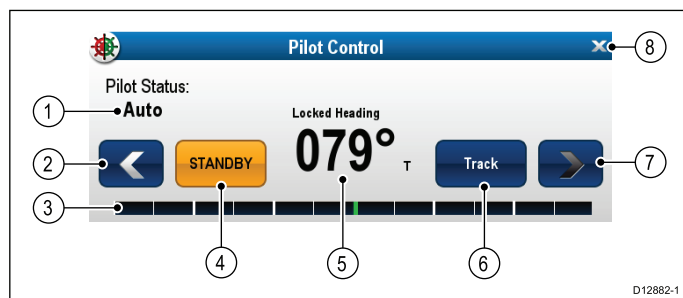 Pilot Control
8
Pilot Status:
1
Auto
Locked Heading
2
STANDBY
079°
T
Track
7
3
4
5
6
D12882-1